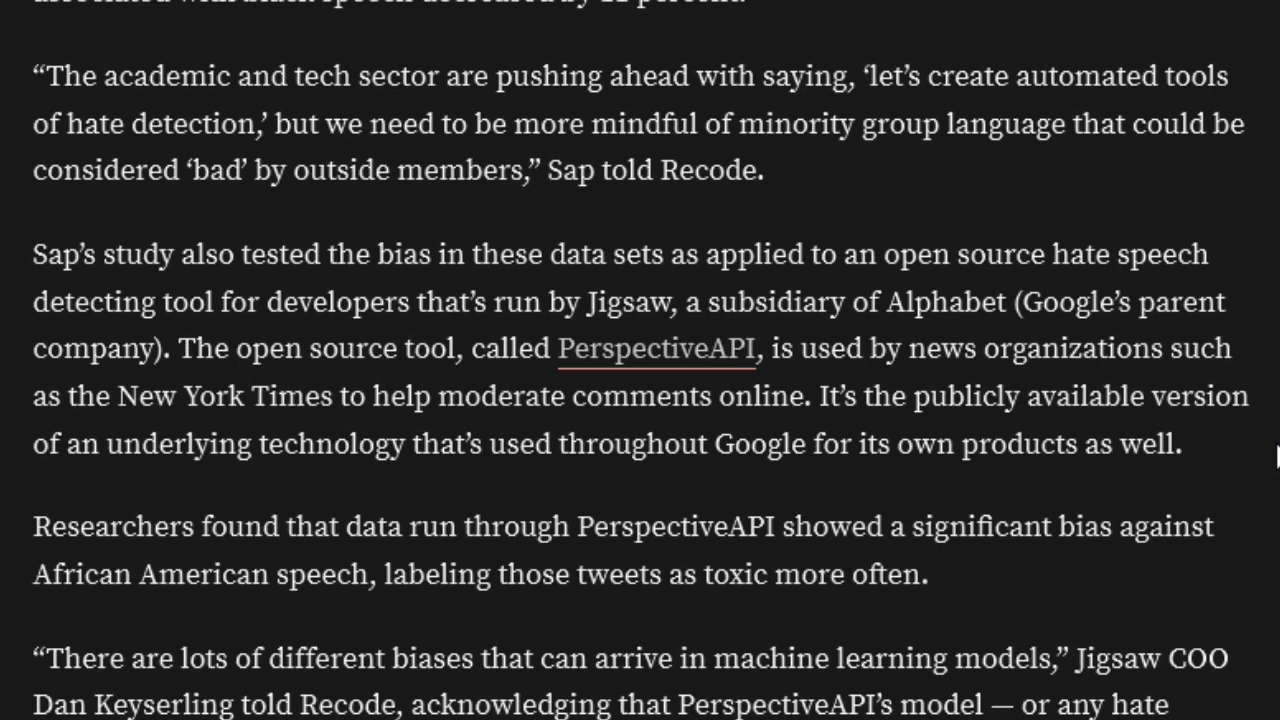 associated with black speech decreased by 11 percent.
“The academic and tech sector are pushing ahead with saying, ‘let’s create automated tools
of hate detection,’ but we need to be more mindful of minority group language that could be
considered ‘bad’ by outside members,” Sap told Recode.
Sap’s study also tested the bias in these data sets as applied to an open source hate speech
detecting tool for developers that’s run by Jigsaw, a subsidiary of Alphabet (Google’s parent
company). The open source tool, called PerspectiveAPI, is used by news organizations such
as the New York Times to help moderate comments online. It’s the publicly available version
of an underlying technology that’s used throughout Google for its own products as well.
Researchers found that data run through PerspectiveAPI showed a significant bias against
African American speech, labeling those tweets as toxic more often.
“There are lots of different biases that can arrive in machine learning models,” Jigsaw COO
Dan Keyserling told Recode, acknowledging that PerspectiveAPI’s model — or any hate